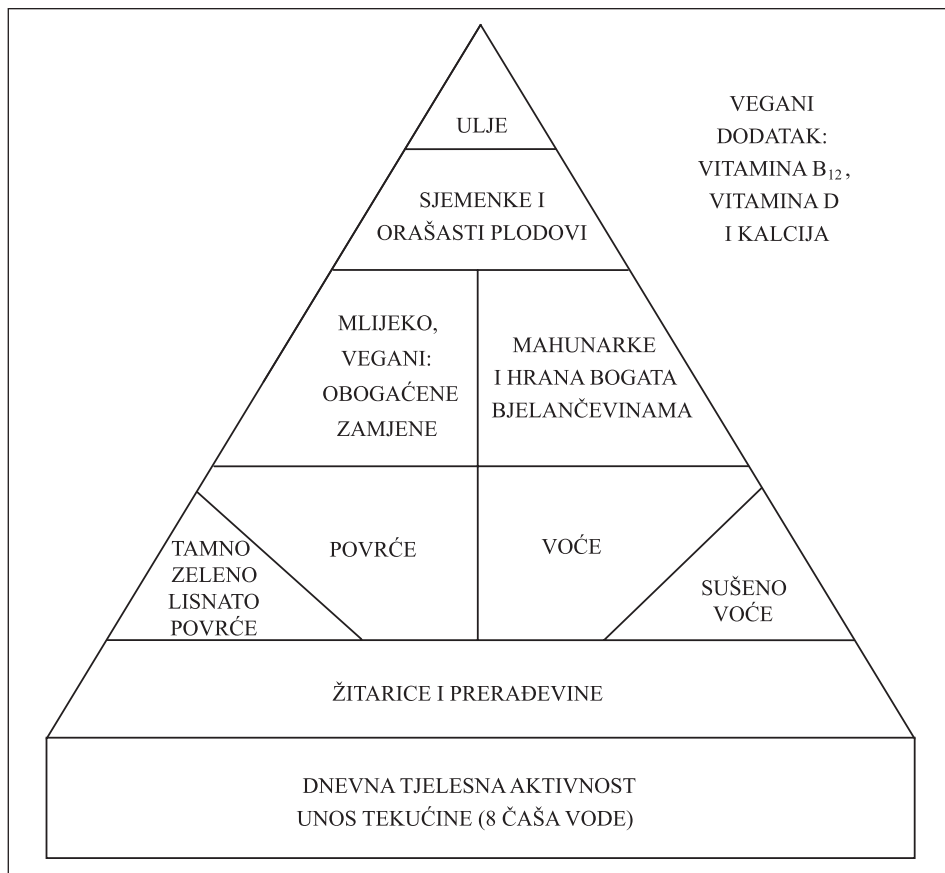 ULJE
SJEMENKE I
ORAŠASTI PLODOVI
VEGANI
DODATAK:
VITAMINA B₁₂,
VITAMINA D
I KALCIJA
MLIJEKO,
VEGANI:
OBOGAĆENE
ZAMJENE
MAHUNARKE
I HRANA BOGATA
BJELANČEVINAMA
TAMNO
ZELENO
LISNATO
POVRĆE
POVRĆE
VOĆE
SUŠENO
VOĆE
ŽITARICE I PRERAĐEVINE
DNEVNA TJELESNA AKTIVNOST
UNOS TEKUĆINE (8 ČAŠA VODE)